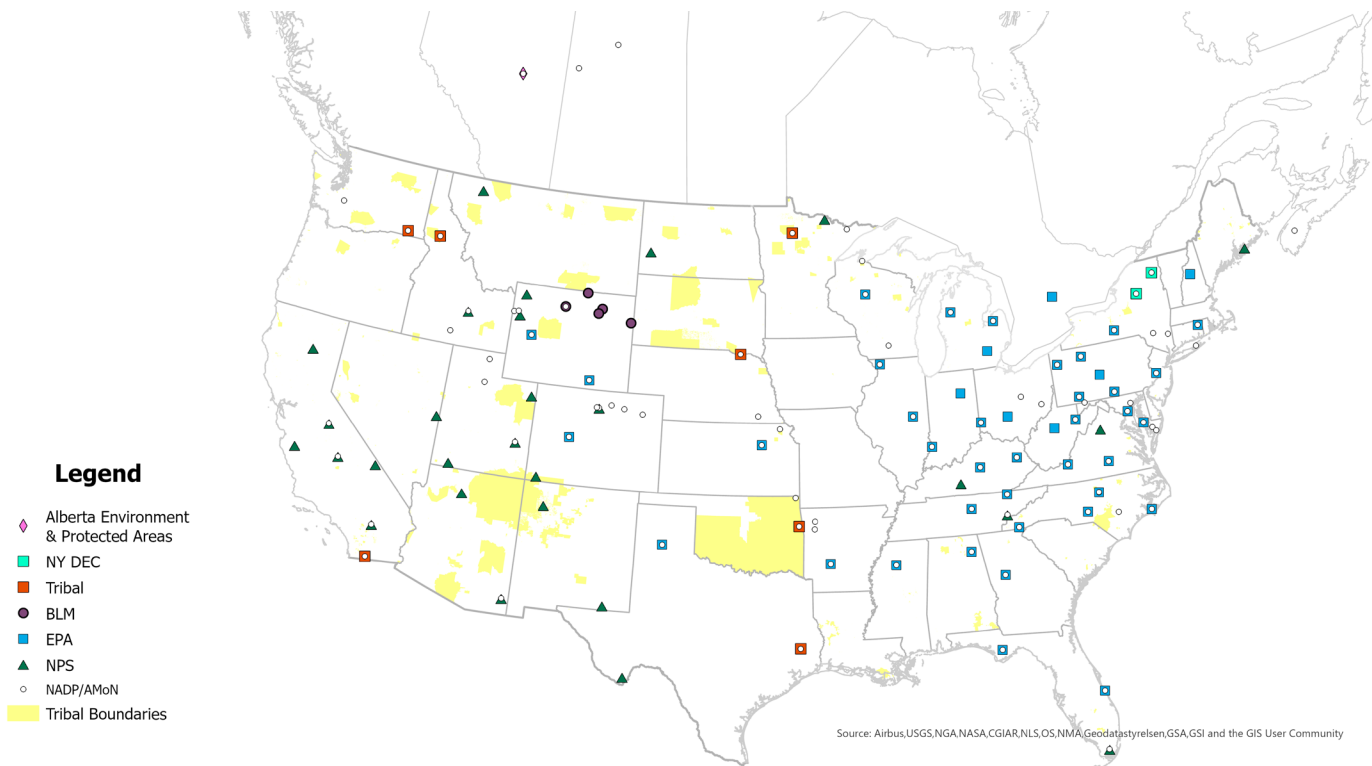 Legend
Alberta Environment
& Protected Areas
NY DEC
Tribal
BLM
EPA
NPS
NADP/AMoN
Tribal Boundaries
Source: Airbus,USGS,NGA,NASA,CGIAR,NLS,OS,NMA,Geodatastyrelsen,GSA,GSI and the GIS User Community